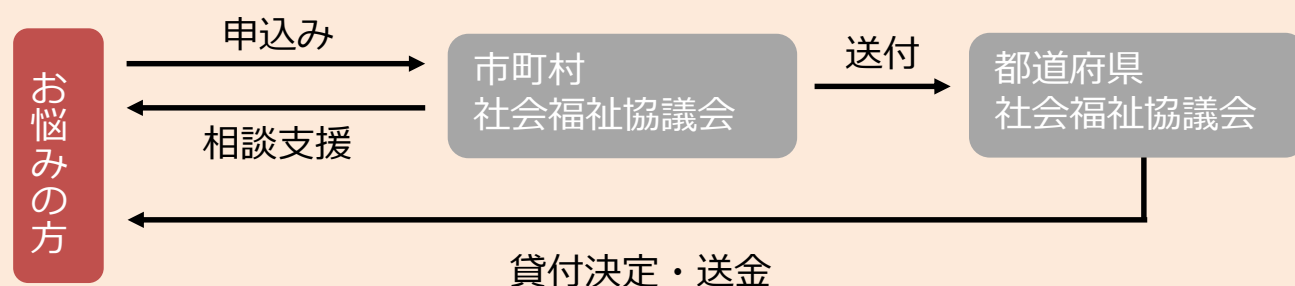 お悩みの方
申込み
相談支援
市町村
社会福祉協議会
送付
都道府県
社会福祉協議会
貸付決定・送金